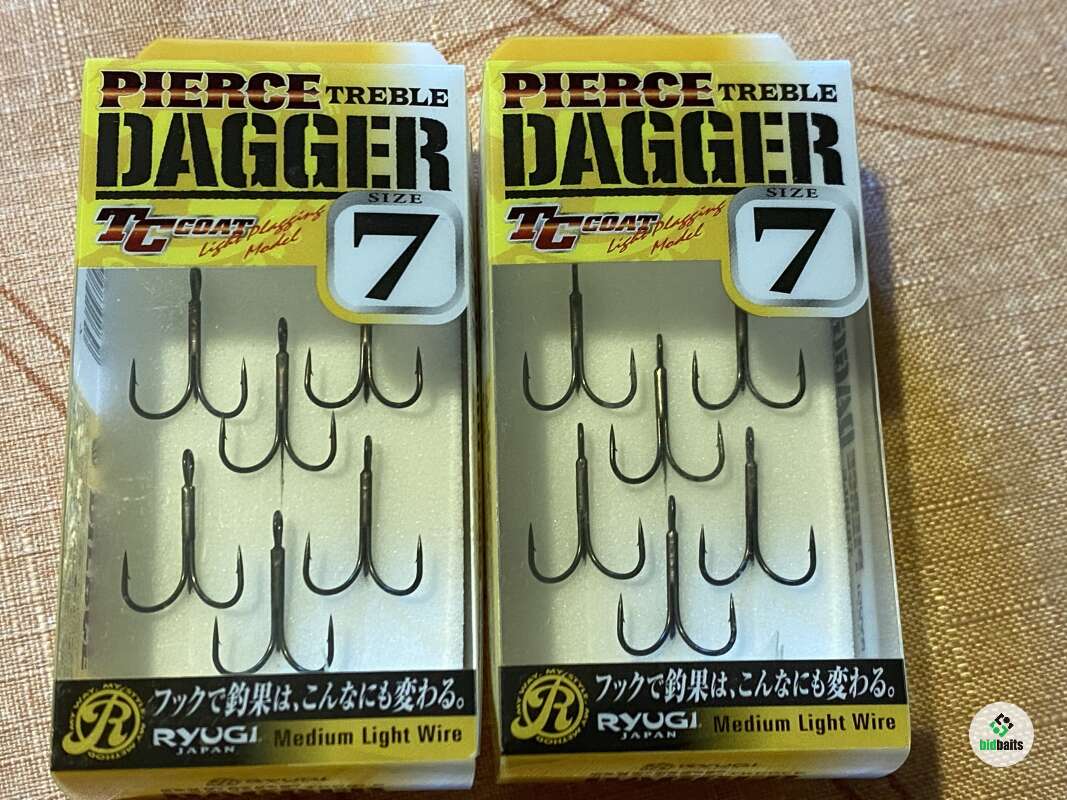 PIERCE TREBLE
DAGGER
SIZE
7
TC COAT
Light Plugging
Model
フックで釣果は、こんなにも変わる。
R
RYUGI
JAPAN
Medium Light Wire
RYUGI
PIERCE TREBLE
DAGGER
SIZE
7
TC COAT
Light Plugging
Model
フックで釣果は、こんなにも変わる。
R
RYUGI
JAPAN
Medium Light Wire
RYUGI
bidbaits